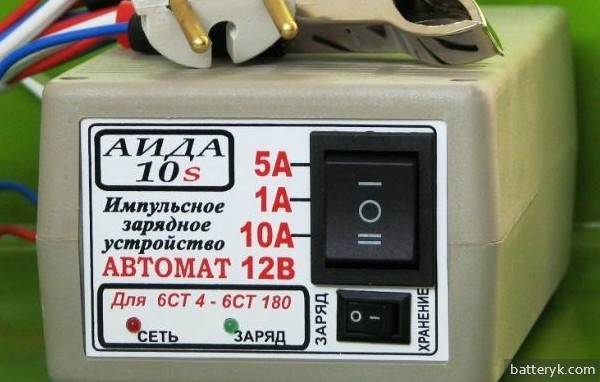 АИДА
10s
5А
1А
10А
Импульсное
зарядное
устройство
АВТОМАТ 12В
Для 6СТ 4 - 6СТ 180
СЕТЬ
ЗАРЯД
ЗАРЯД
ХРАНЕНИЕ
batteryk.com